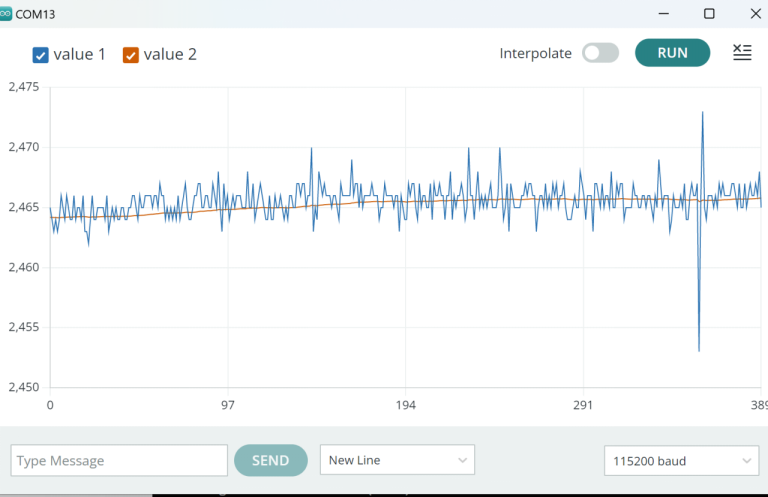 COM13
value 1 value 2 Interpolate RUN
2,475
2,470
2,465
2,460
2,455
2,450
0 97 194 291 389
Type Message SEND New Line 115200 baud